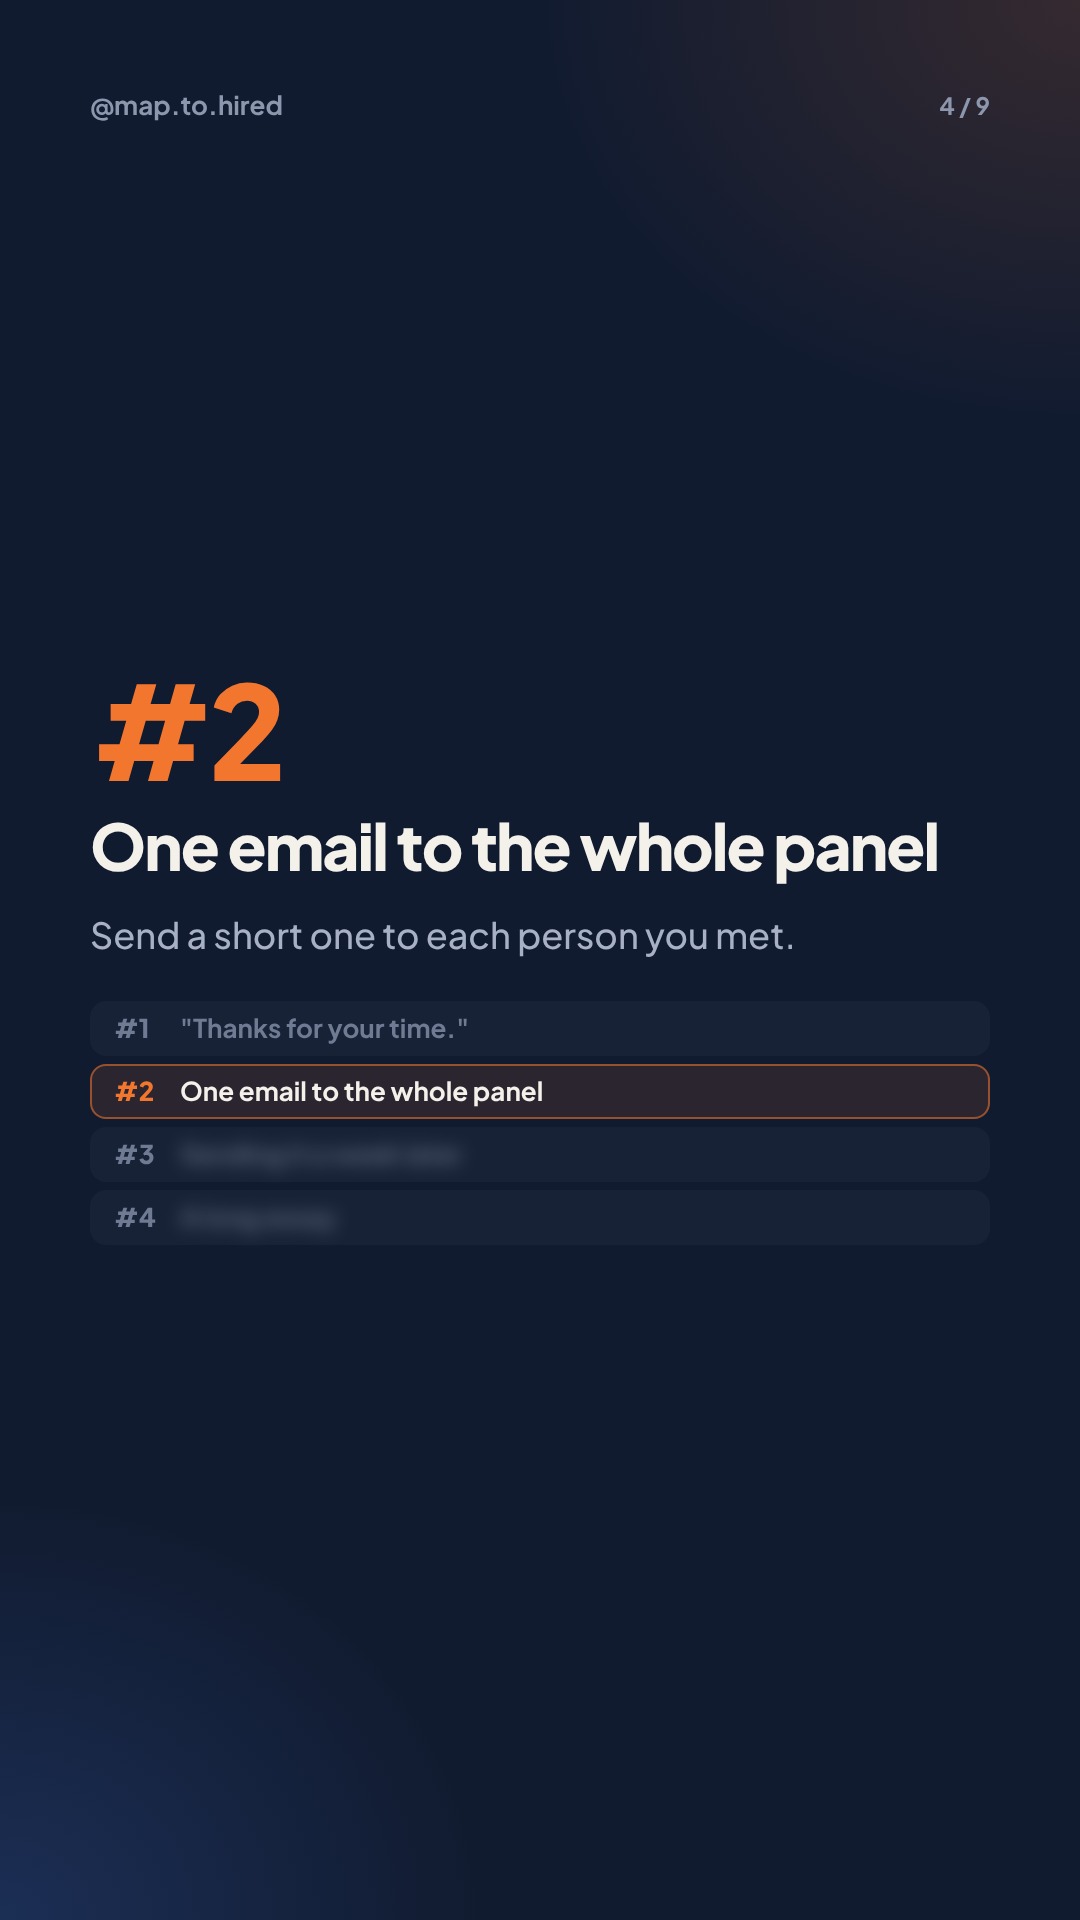 @map.to.hired
4 / 9
#2
One email to the whole panel
Send a short one to each person you met.
#1 "Thanks for your time."
#2 One email to the whole panel
#3
#4